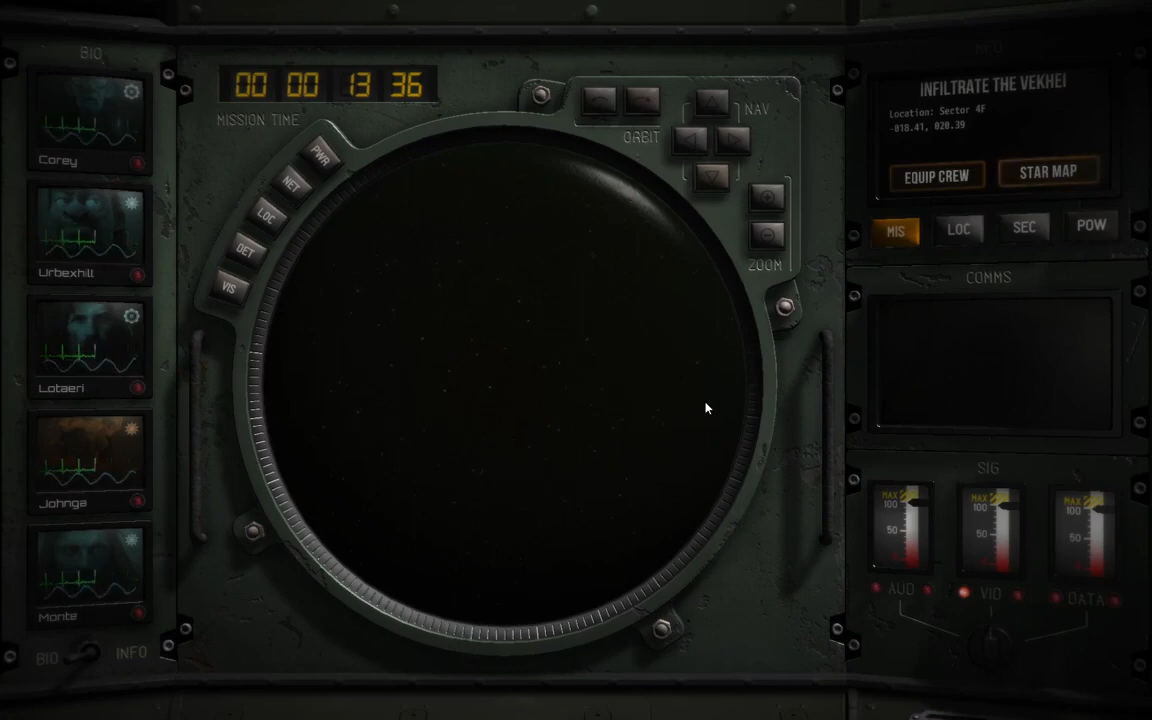 BIO
Corey
Urbexhill
Lotaeri
Johnga
Monte
BIO
INFO
00 00 13 36
MISSION TIME
PWR
NET
LOC
DET
VIS
ORBIT
NAV
ZOOM
INFILTRATE THE VEKHEI
Location: Sector 4F
-018.41, 020.39
EQUIP CREW
STAR MAP
MIS
LOC
SEC
POW
COMMS
SIG
MAX
100
50
MAX
100
50
MAX
100
50
AUD
VID
DATA